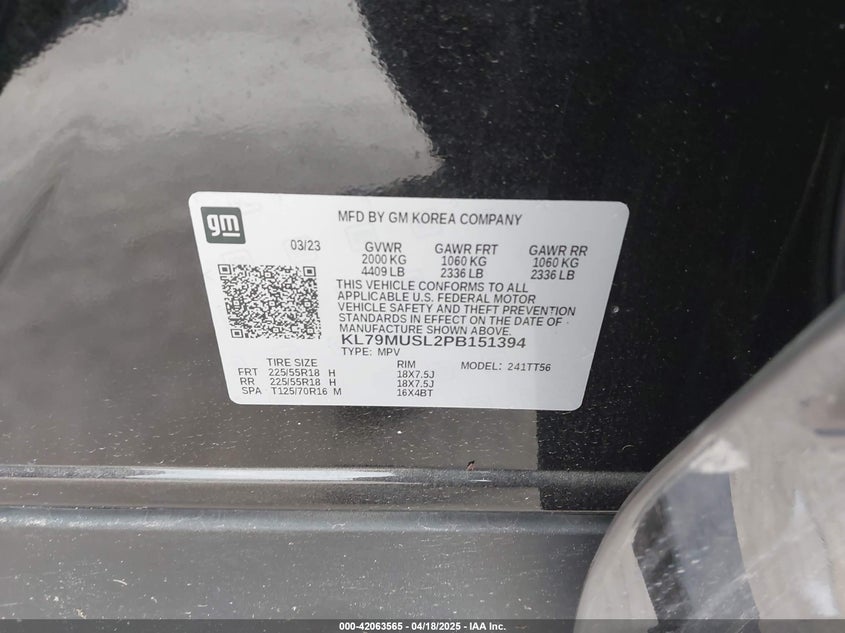 gm
MFD BY GM KOREA COMPANY
03/23 GVWR GAWR FRT GAWR RR
2000 KG 1060 KG 1060 KG
4409 LB 2336 LB 2336 LB
THIS VEHICLE CONFORMS TO ALL
APPLICABLE U.S. FEDERAL MOTOR
VEHICLE SAFETY AND THEFT PREVENTION
STANDARDS IN EFFECT ON THE DATE OF
MANUFACTURE SHOWN ABOVE.
KL79MUSL2PB151394
TYPE: MPV
TIRE SIZE RIM MODEL: 241TT56
FRT 225/55R18 H 18X7.5J
RR 225/55R18 H 18X7.5J
SPA T125/70R16 M 16X4BT
000-42063565 / 04/18/2025 - IAA Inc.